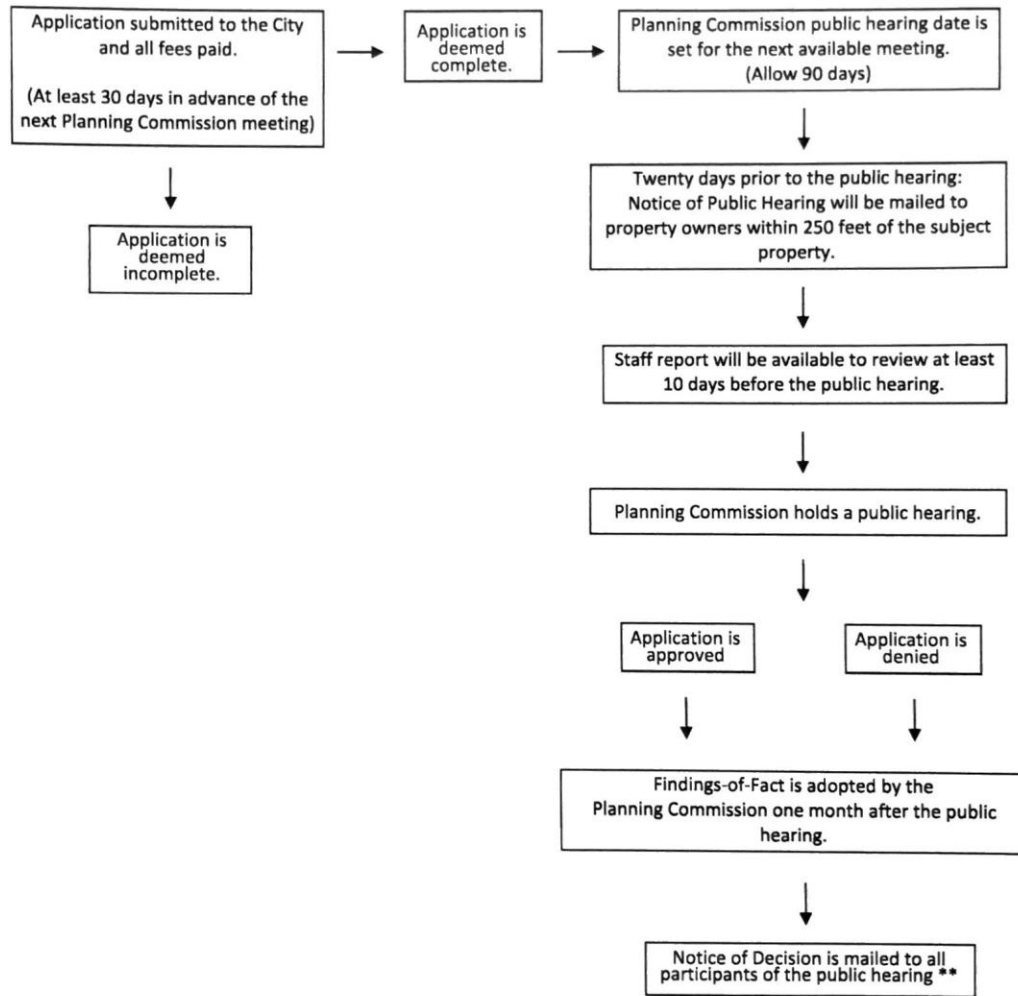 Application submitted to the City
and all fees paid.
(At least 30 days in advance of the
next Planning Commission meeting)
Application is
deemed
complete.
Planning Commission public hearing date is
set for the next available meeting.
(Allow 90 days)
Application is
deemed
incomplete.
Twenty days prior to the public hearing:
Notice of Public Hearing will be mailed to
property owners within 250 feet of the subject
property.
Staff report will be available to review at least
10 days before the public hearing.
Planning Commission holds a public hearing.
Application is
approved
Application is
denied
Findings-of-Fact is adopted by the
Planning Commission one month after the public
hearing.
Notice of Decision is mailed to all
participants of the public hearing **